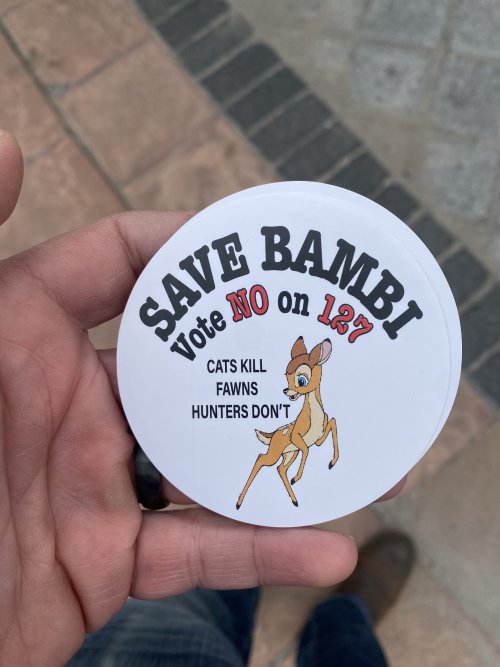 SAVE BAMBI
Vote NO on 127
CATS KILL
FAWNS
HUNTERS DON'T